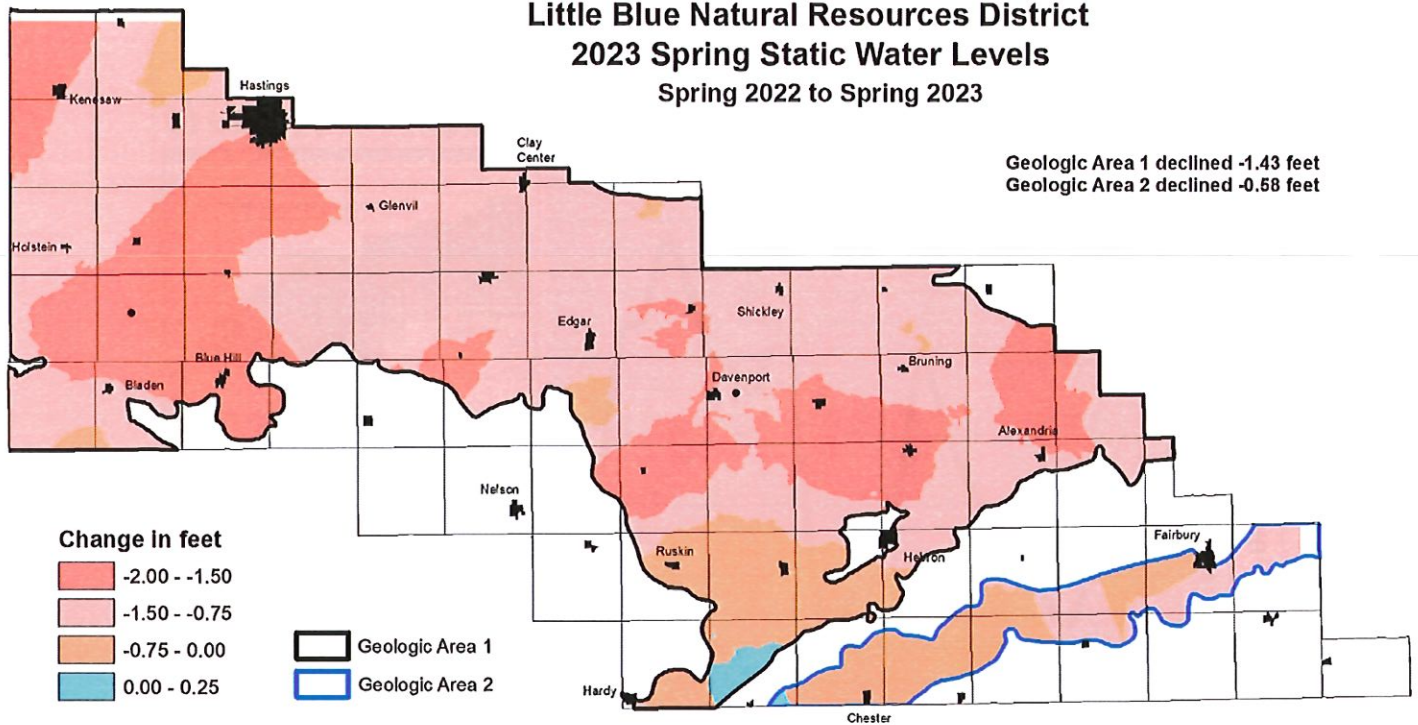 Little Blue Natural Resources District
2023 Spring Static Water Levels
Spring 2022 to Spring 2023
Geologic Area 1 declined -1.43 feet
Geologic Area 2 declined -0.58 feet
Hastings
Kenesaw
Clay
Center
Glenvil
Holstein
Shickley
Edgar
Blue Hill
Bruning
Bladen
Davenport
Alexandria
Nelson
Fairbury
Ruskin
Hebron
Hardy
Chester
Change in feet
-2.00 - -1.50
-1.50 - -0.75
-0.75 - 0.00
0.00 - 0.25
Geologic Area 1
Geologic Area 2